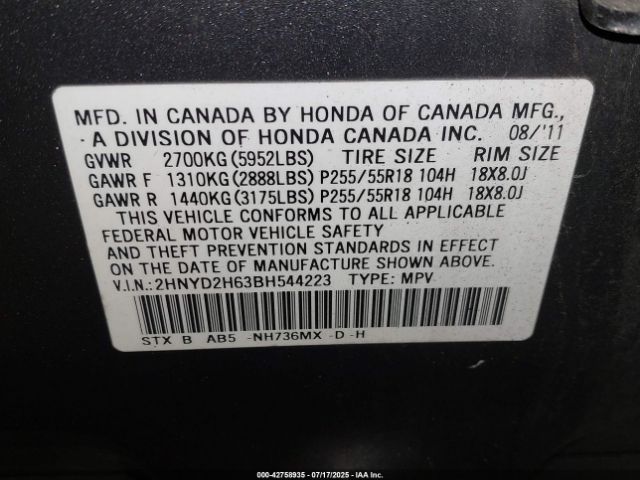 MFD. IN CANADA BY HONDA OF CANADA MFG.,
A DIVISION OF HONDA CANADA INC. 08/'11
GVWR 2700KG(5952LBS) TIRE SIZE RIM SIZE
GAWR F 1310KG(2888LBS) P255/55R18 104H 18X8.0J
GAWR R 1440KG(3175LBS) P255/55R18 104H 18X8.0J
THIS VEHICLE CONFORMS TO ALL APPLICABLE
FEDERAL MOTOR VEHICLE SAFETY
AND THEFT PREVENTION STANDARDS IN EFFECT
ON THE DATE OF MANUFACTURE SHOWN ABOVE.
V.I.N.:2HNYD2H63BH544223 TYPE: MPV
STX B AB5 -NH736MX -D -H
000-42758935 - 07/17/2025 - IAA Inc.